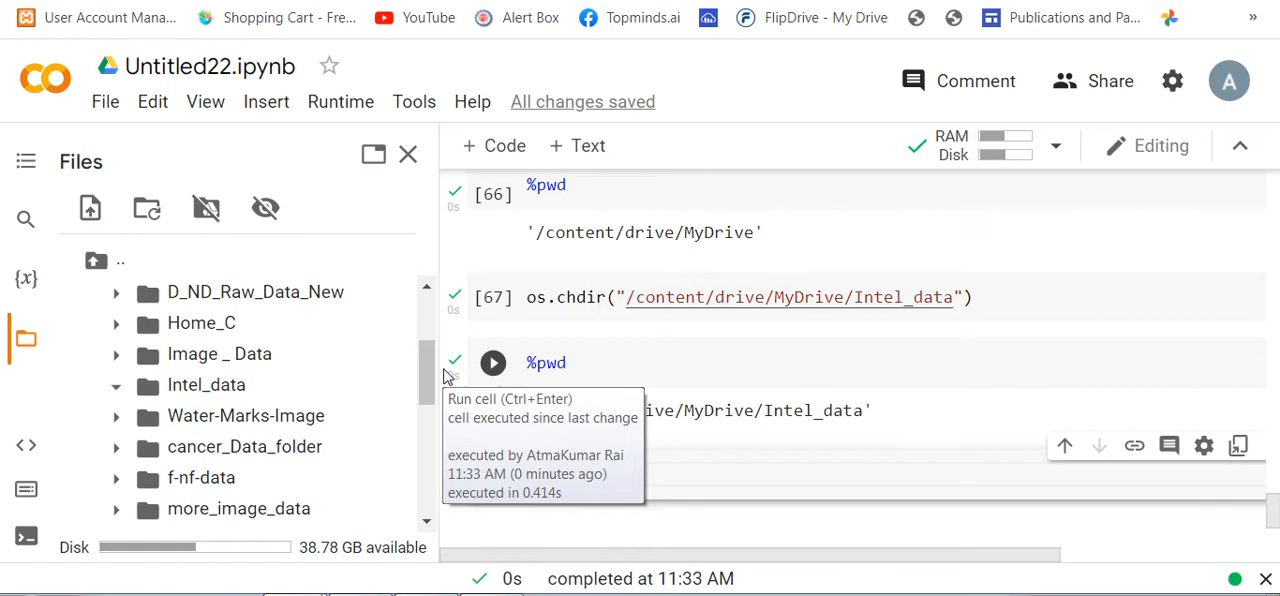 User Account Mana...
Shopping Cart - Fre...
YouTube
Alert Box
Topminds.ai
FlipDrive - My Drive
Publications and Pa...
»
CO
Untitled22.ipynb
Comment
Share
A
File
Edit
View
Insert
Runtime
Tools
Help
All changes saved
Files
+ Code
+ Text
RAM
Disk
Editing
{x}
..
D_ND_Raw_Data_New
Home_C
Image _ Data
Intel_data
Water-Marks-Image
cancer_Data_folder
f-nf-data
more_image_data
Disk
38.78 GB available
0s
[66]
%pwd
'/content/drive/MyDrive'
0s
[67]
os.chdir("/content/drive/MyDrive/Intel_data")
%pwd
ive/MyDrive/Intel_data'
Run cell (Ctrl+Enter)
cell executed since last change
executed by AtmaKumar Rai
11:33 AM (0 minutes ago)
executed in 0.414s
0s
completed at 11:33 AM